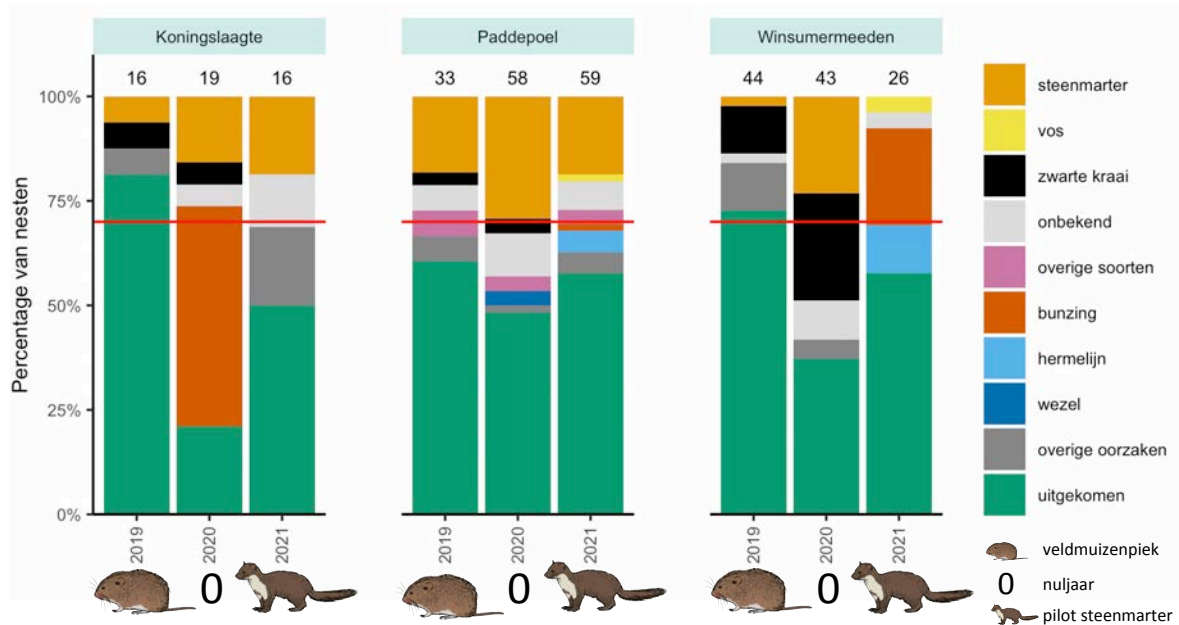 Koningslaagte
Paddepoel
Winsumermeeden
16 19 16
33 58 59
44 43 26
Percentage van nesten
100%
75%
50%
25%
0%
2019 2020 2021
2019 2020 2021
2019 2020 2021
0
0
0
steenmarter
vos
zwarte kraai
onbekend
overige soorten
bunzing
hermelijn
wezel
overige oorzaken
uitgekomen
veldmuizenpiek
0 nuljaar
pilot steenmarter